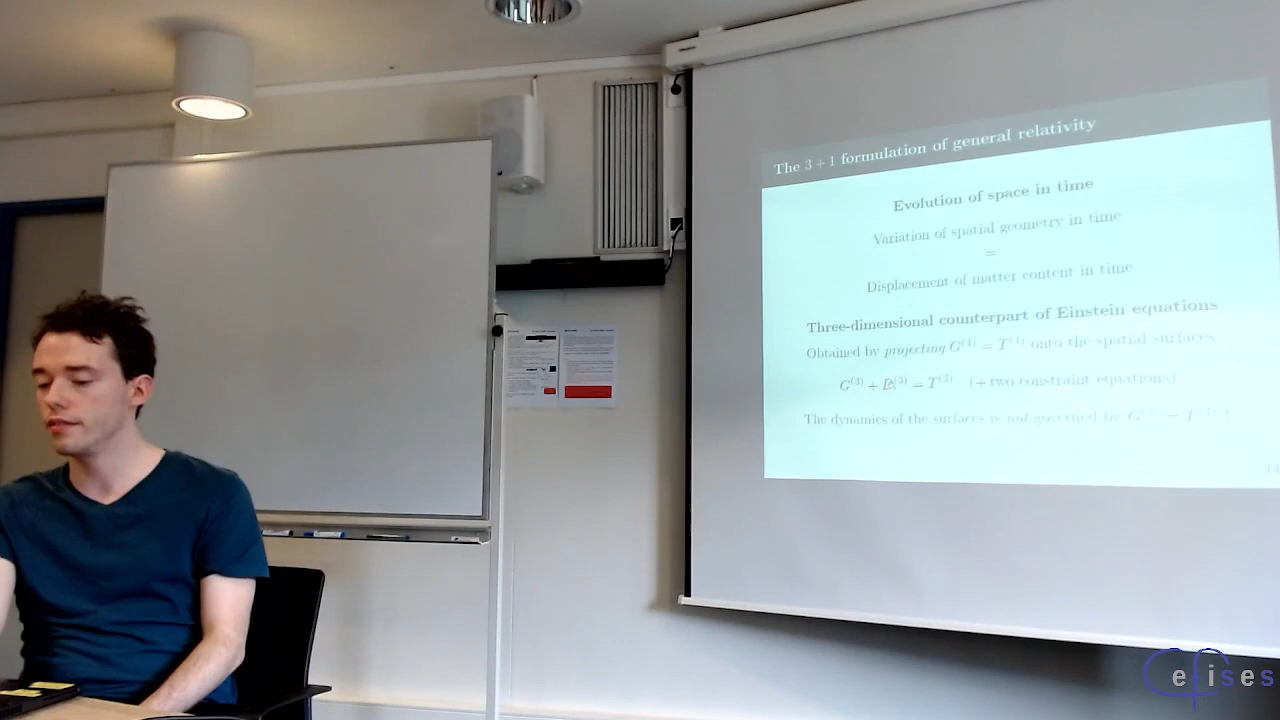 The 3 + 1 formulation of general relativity
Evolution of space in time
Variation of spatial geometry in time
=
Displacement of matter content in time
Three-dimensional counterpart of Einstein equations
Obtained by projecting G⁽⁴⁾ = T⁽⁴⁾ onto the spatial surfaces
G⁽³⁾ + D⁽³⁾ = T⁽³⁾ (+ two constraint equations)
The dynamics of the surfaces is not governed by
14
efises